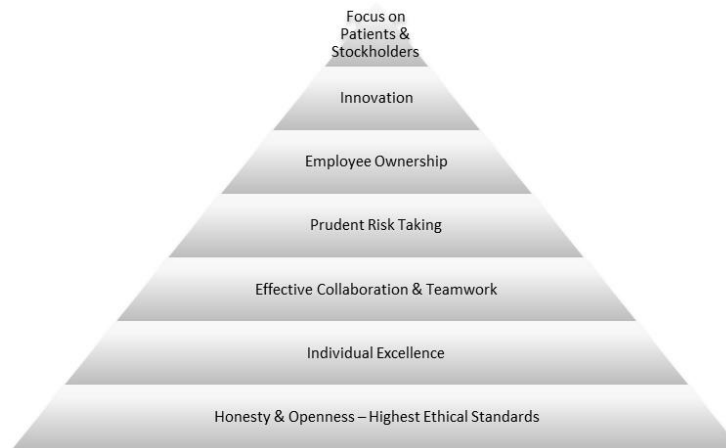 Focus on
Patients &
Stockholders
Innovation
Employee Ownership
Prudent Risk Taking
Effective Collaboration & Teamwork
Individual Excellence
Honesty & Openness – Highest Ethical Standards